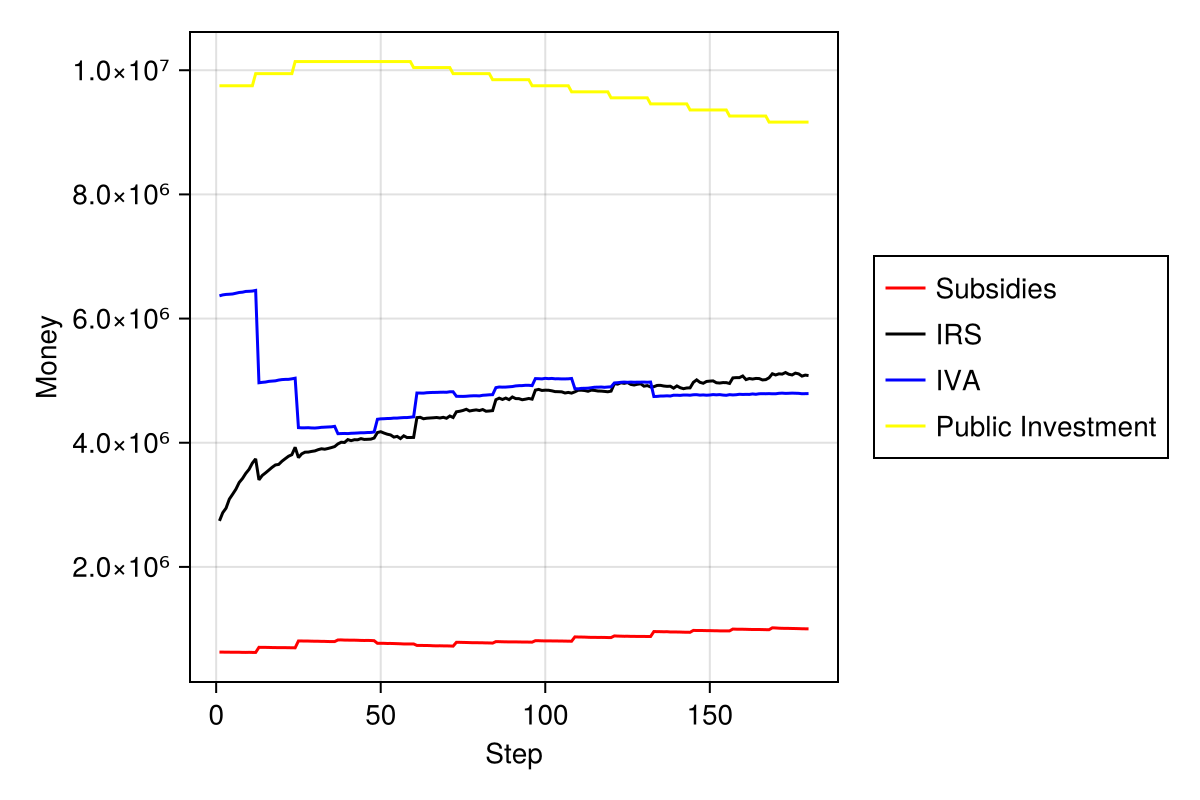 1.0×10⁷
8.0×10⁶
6.0×10⁶
4.0×10⁶
2.0×10⁶
Money
0 50 100 150
Step
Subsidies
IRS
IVA
Public Investment